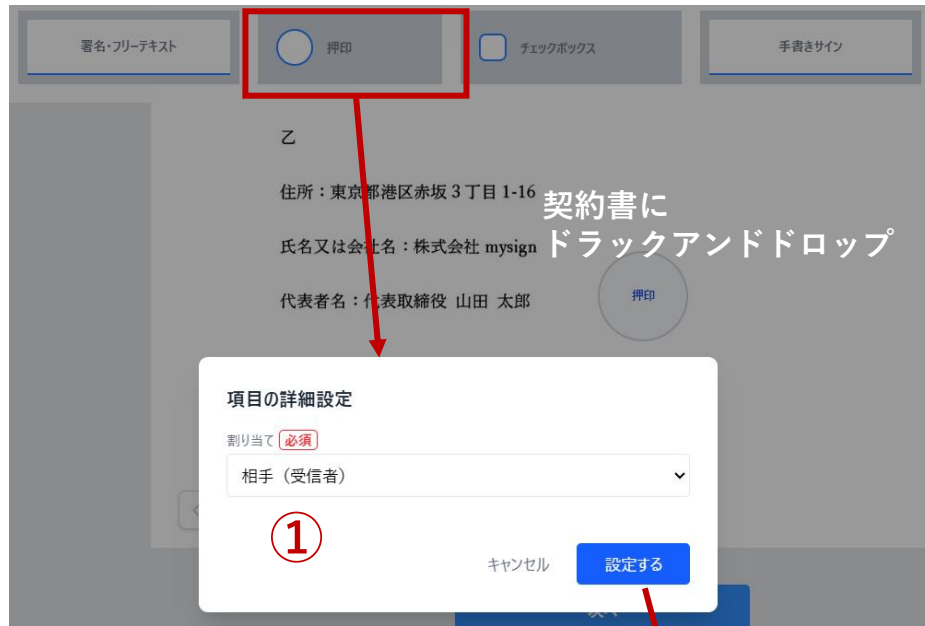 署名・フリーテキスト
押印
チェックボックス
手書きサイン
乙
住所：東京都港区赤坂 3 丁目 1-16
契約書に
ドラックアンドドロップ
氏名又は会社名：株式会社 mysign
代表者名：代表取締役 山田 太郎
押印
項目の詳細設定
割り当て 必須
相手（受信者）
①
キャンセル
設定する